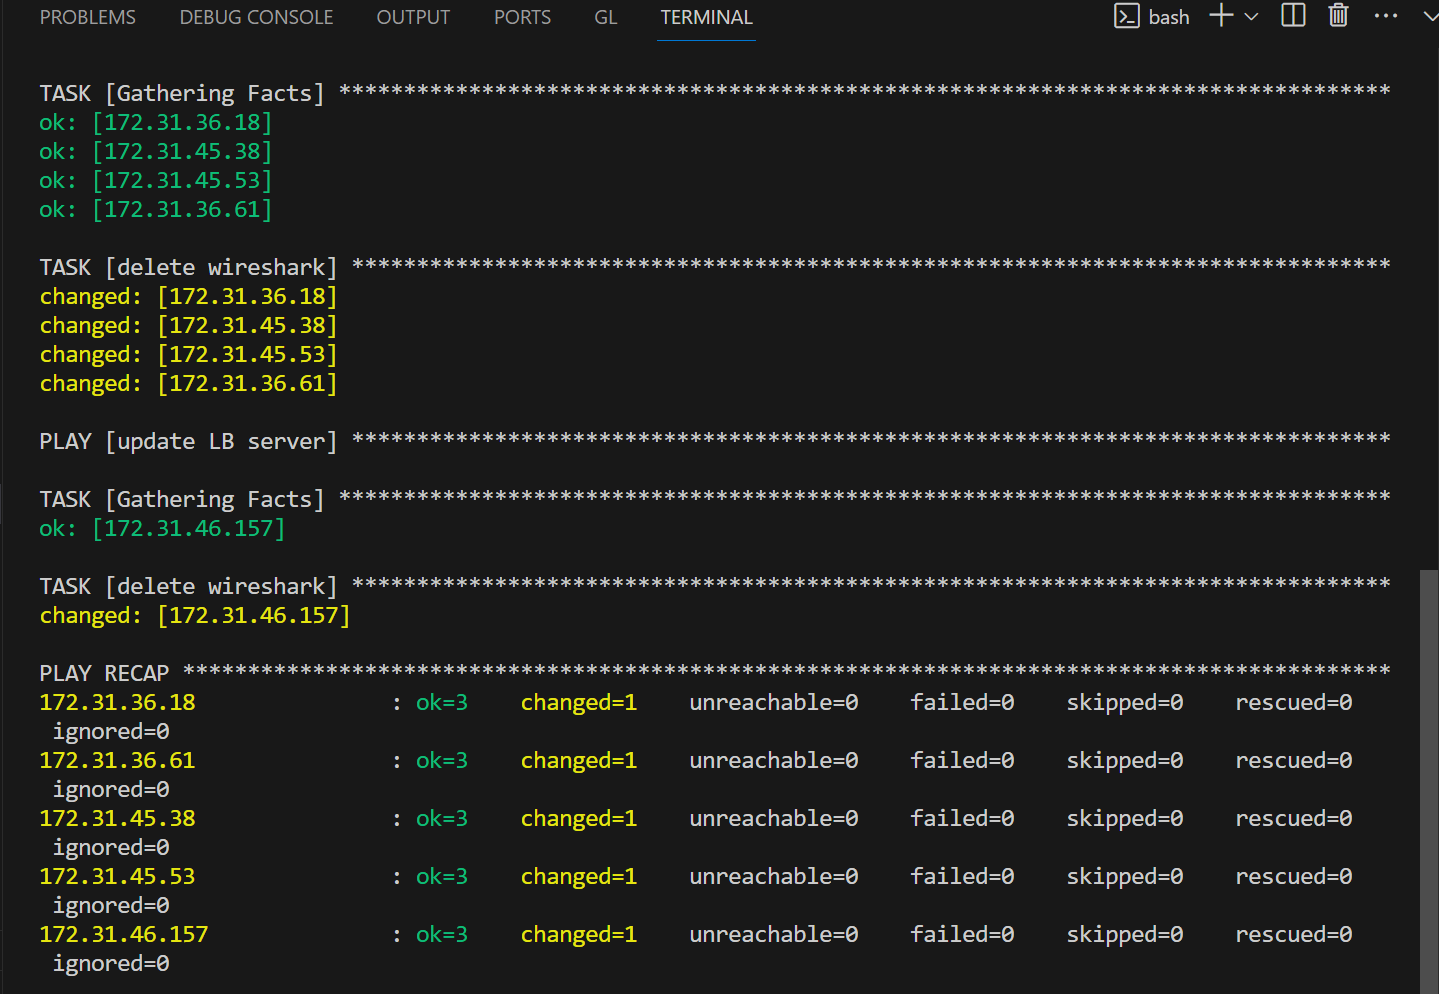 PROBLEMS DEBUG CONSOLE OUTPUT PORTS GL TERMINAL bash
TASK [Gathering Facts] *********************************************************************************
ok: [172.31.36.18]
ok: [172.31.45.38]
ok: [172.31.45.53]
ok: [172.31.36.61]
TASK [delete wireshark] ********************************************************************************
changed: [172.31.36.18]
changed: [172.31.45.38]
changed: [172.31.45.53]
changed: [172.31.36.61]
PLAY [update LB server] ********************************************************************************
TASK [Gathering Facts] *********************************************************************************
ok: [172.31.46.157]
TASK [delete wireshark] ********************************************************************************
changed: [172.31.46.157]
PLAY RECAP *********************************************************************************************
172.31.36.18 : ok=3 changed=1 unreachable=0 failed=0 skipped=0 rescued=0
ignored=0
172.31.36.61 : ok=3 changed=1 unreachable=0 failed=0 skipped=0 rescued=0
ignored=0
172.31.45.38 : ok=3 changed=1 unreachable=0 failed=0 skipped=0 rescued=0
ignored=0
172.31.45.53 : ok=3 changed=1 unreachable=0 failed=0 skipped=0 rescued=0
ignored=0
172.31.46.157 : ok=3 changed=1 unreachable=0 failed=0 skipped=0 rescued=0
ignored=0